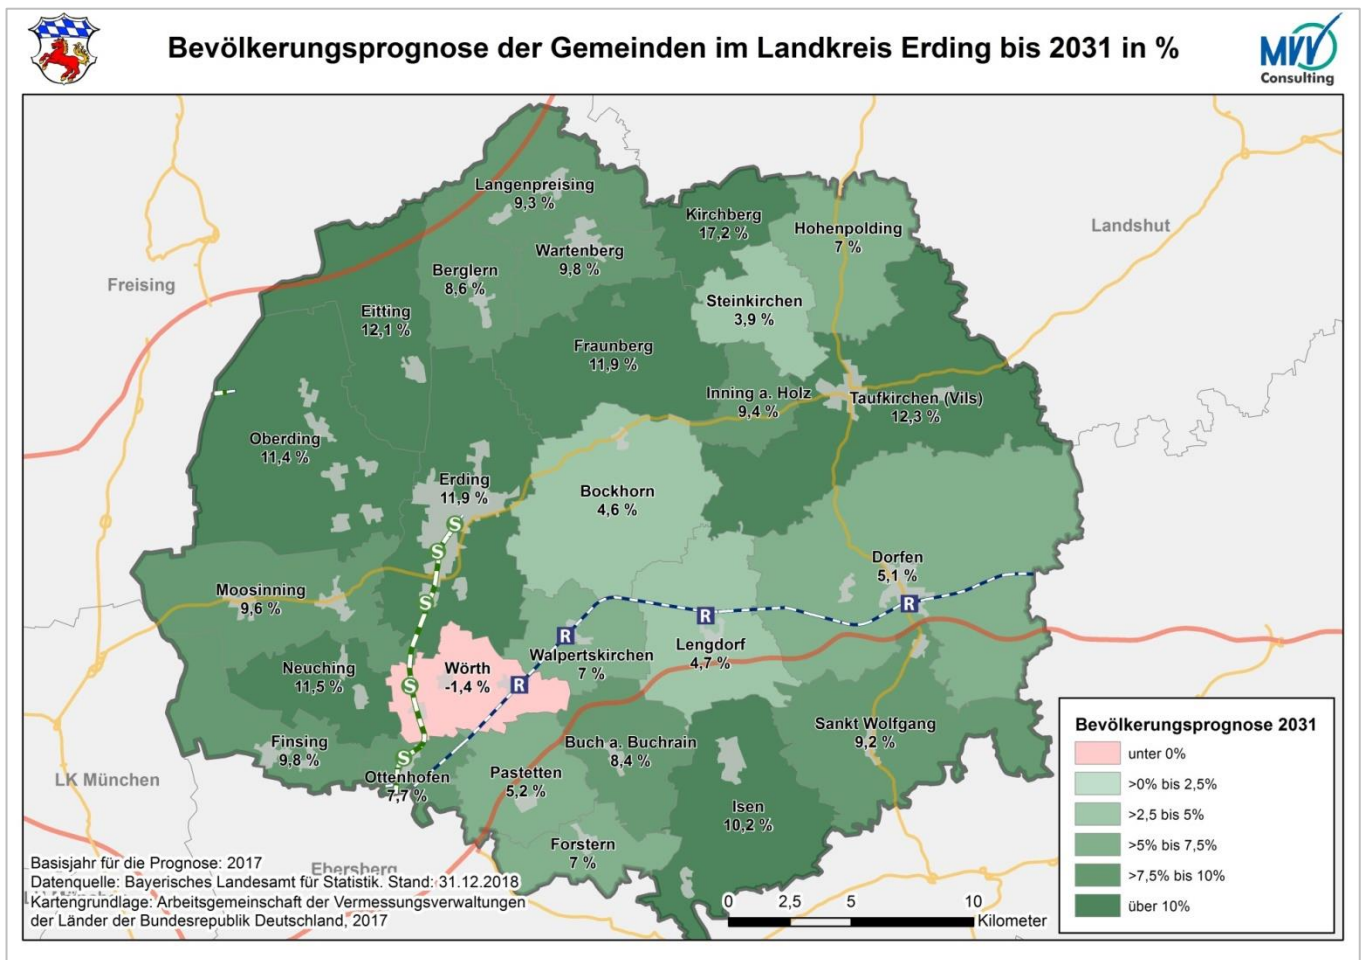 Bevölkerungsprognose der Gemeinden im Landkreis Erding bis 2031 in %
MVV
Consulting
Langenpreising
9,3 %
Kirchberg
17,2 %
Hohenpolding
7 %
Landshut
Wartenberg
9,8 %
Berglern
8,6 %
Freising
Eitting
12,1 %
Steinkirchen
3,9 %
Fraunberg
11,9 %
Inning a. Holz
9,4 %
Taufkirchen (Vils)
12,3 %
Oberding
11,4 %
Erding
11,9 %
Bockhorn
4,6 %
S
S
Dorfen
5,1 %
Moosinning
9,6 %
S
R
R
R
Walpertskirchen
7 %
Lengdorf
4,7 %
Neuching
11,5 %
Wörth
-1,4 %
S
R
Sankt Wolfgang
9,2 %
Finsing
9,8 %
Buch a. Buchrain
8,4 %
S
Ottenhofen
7,7 %
Pastetten
5,2 %
LK München
Isen
10,2 %
Forstern
7 %
Ebersberg
Basisjahr für die Prognose: 2017
Datenquelle: Bayerisches Landesamt für Statistik. Stand: 31.12.2018
Kartengrundlage: Arbeitsgemeinschaft der Vermessungsverwaltungen
der Länder der Bundesrepublik Deutschland, 2017
0 2,5 5 10
Kilometer
Bevölkerungsprognose 2031
unter 0%
>0% bis 2,5%
>2,5 bis 5%
>5% bis 7,5%
>7,5% bis 10%
über 10%